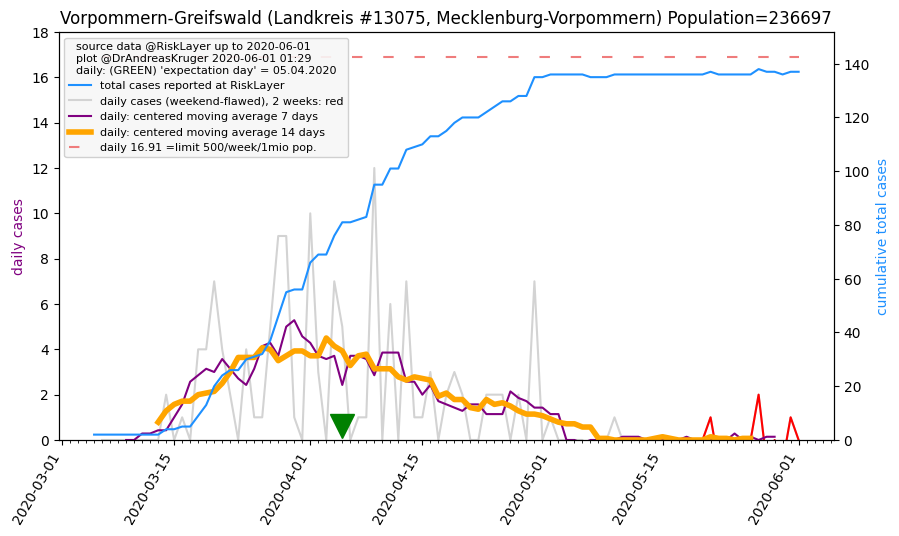 Vorpommern-Greifswald (Landkreis #13075, Mecklenburg-Vorpommern) Population=236697
source data @RiskLayer up to 2020-06-01
plot @DrAndreasKruger 2020-06-01 01:29
daily: (GREEN) 'expectation day' = 05.04.2020
total cases reported at RiskLayer
daily cases (weekend-flawed), 2 weeks: red
daily: centered moving average 7 days
daily: centered moving average 14 days
daily 16.91 =limit 500/week/1mio pop.
daily cases
18
16
14
12
10
8
6
4
2
0
140
120
100
80
60
40
20
0
cumulative total cases
2020-03-01
2020-03-15
2020-04-01
2020-04-15
2020-05-01
2020-05-15
2020-06-01